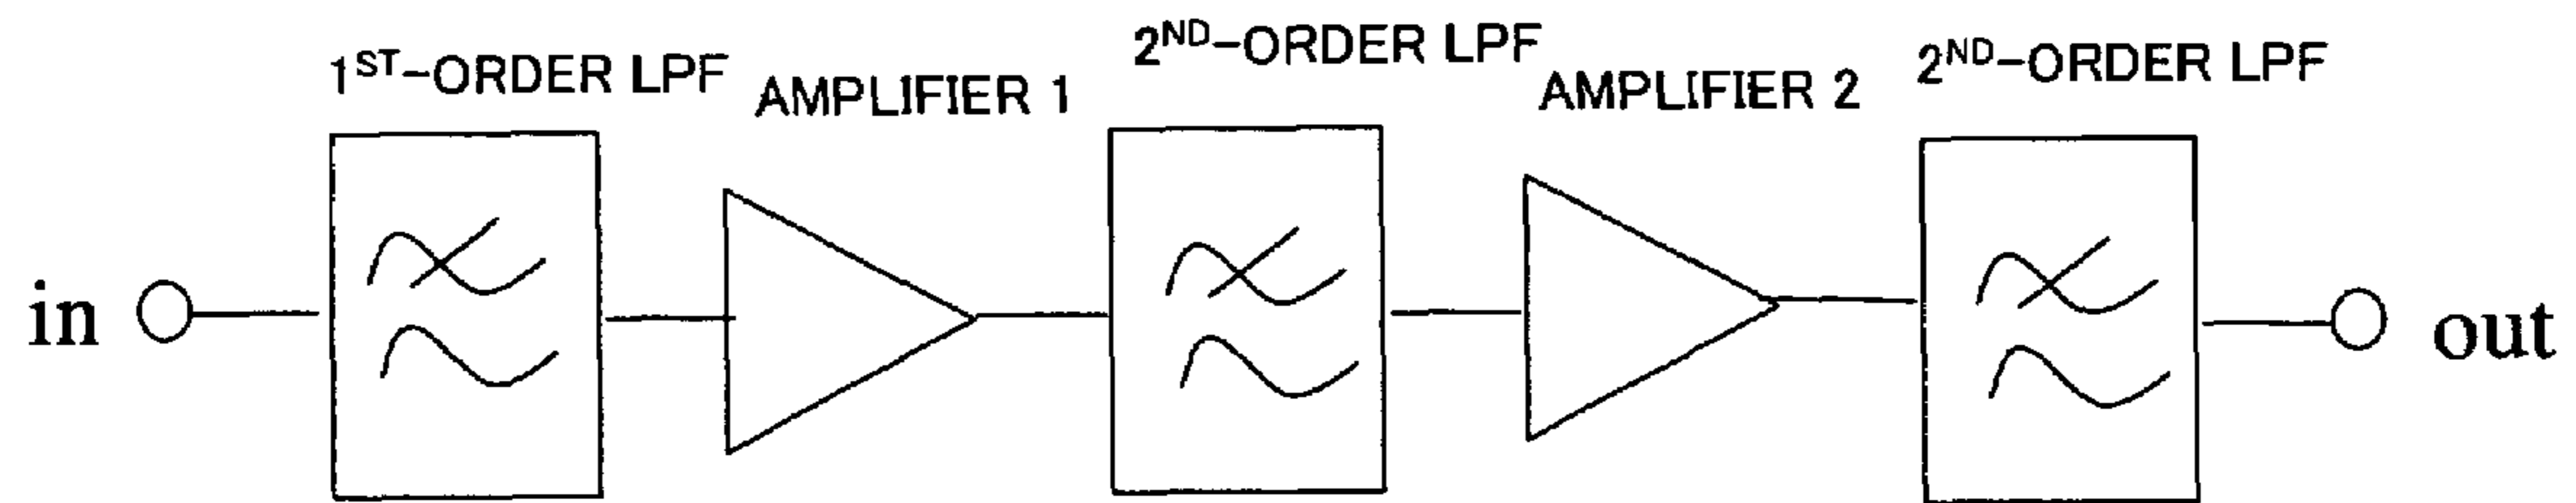 1ST-ORDER LPF
AMPLIFIER 1
2ND-ORDER LPF
AMPLIFIER 2
2ND-ORDER LPF
in
out